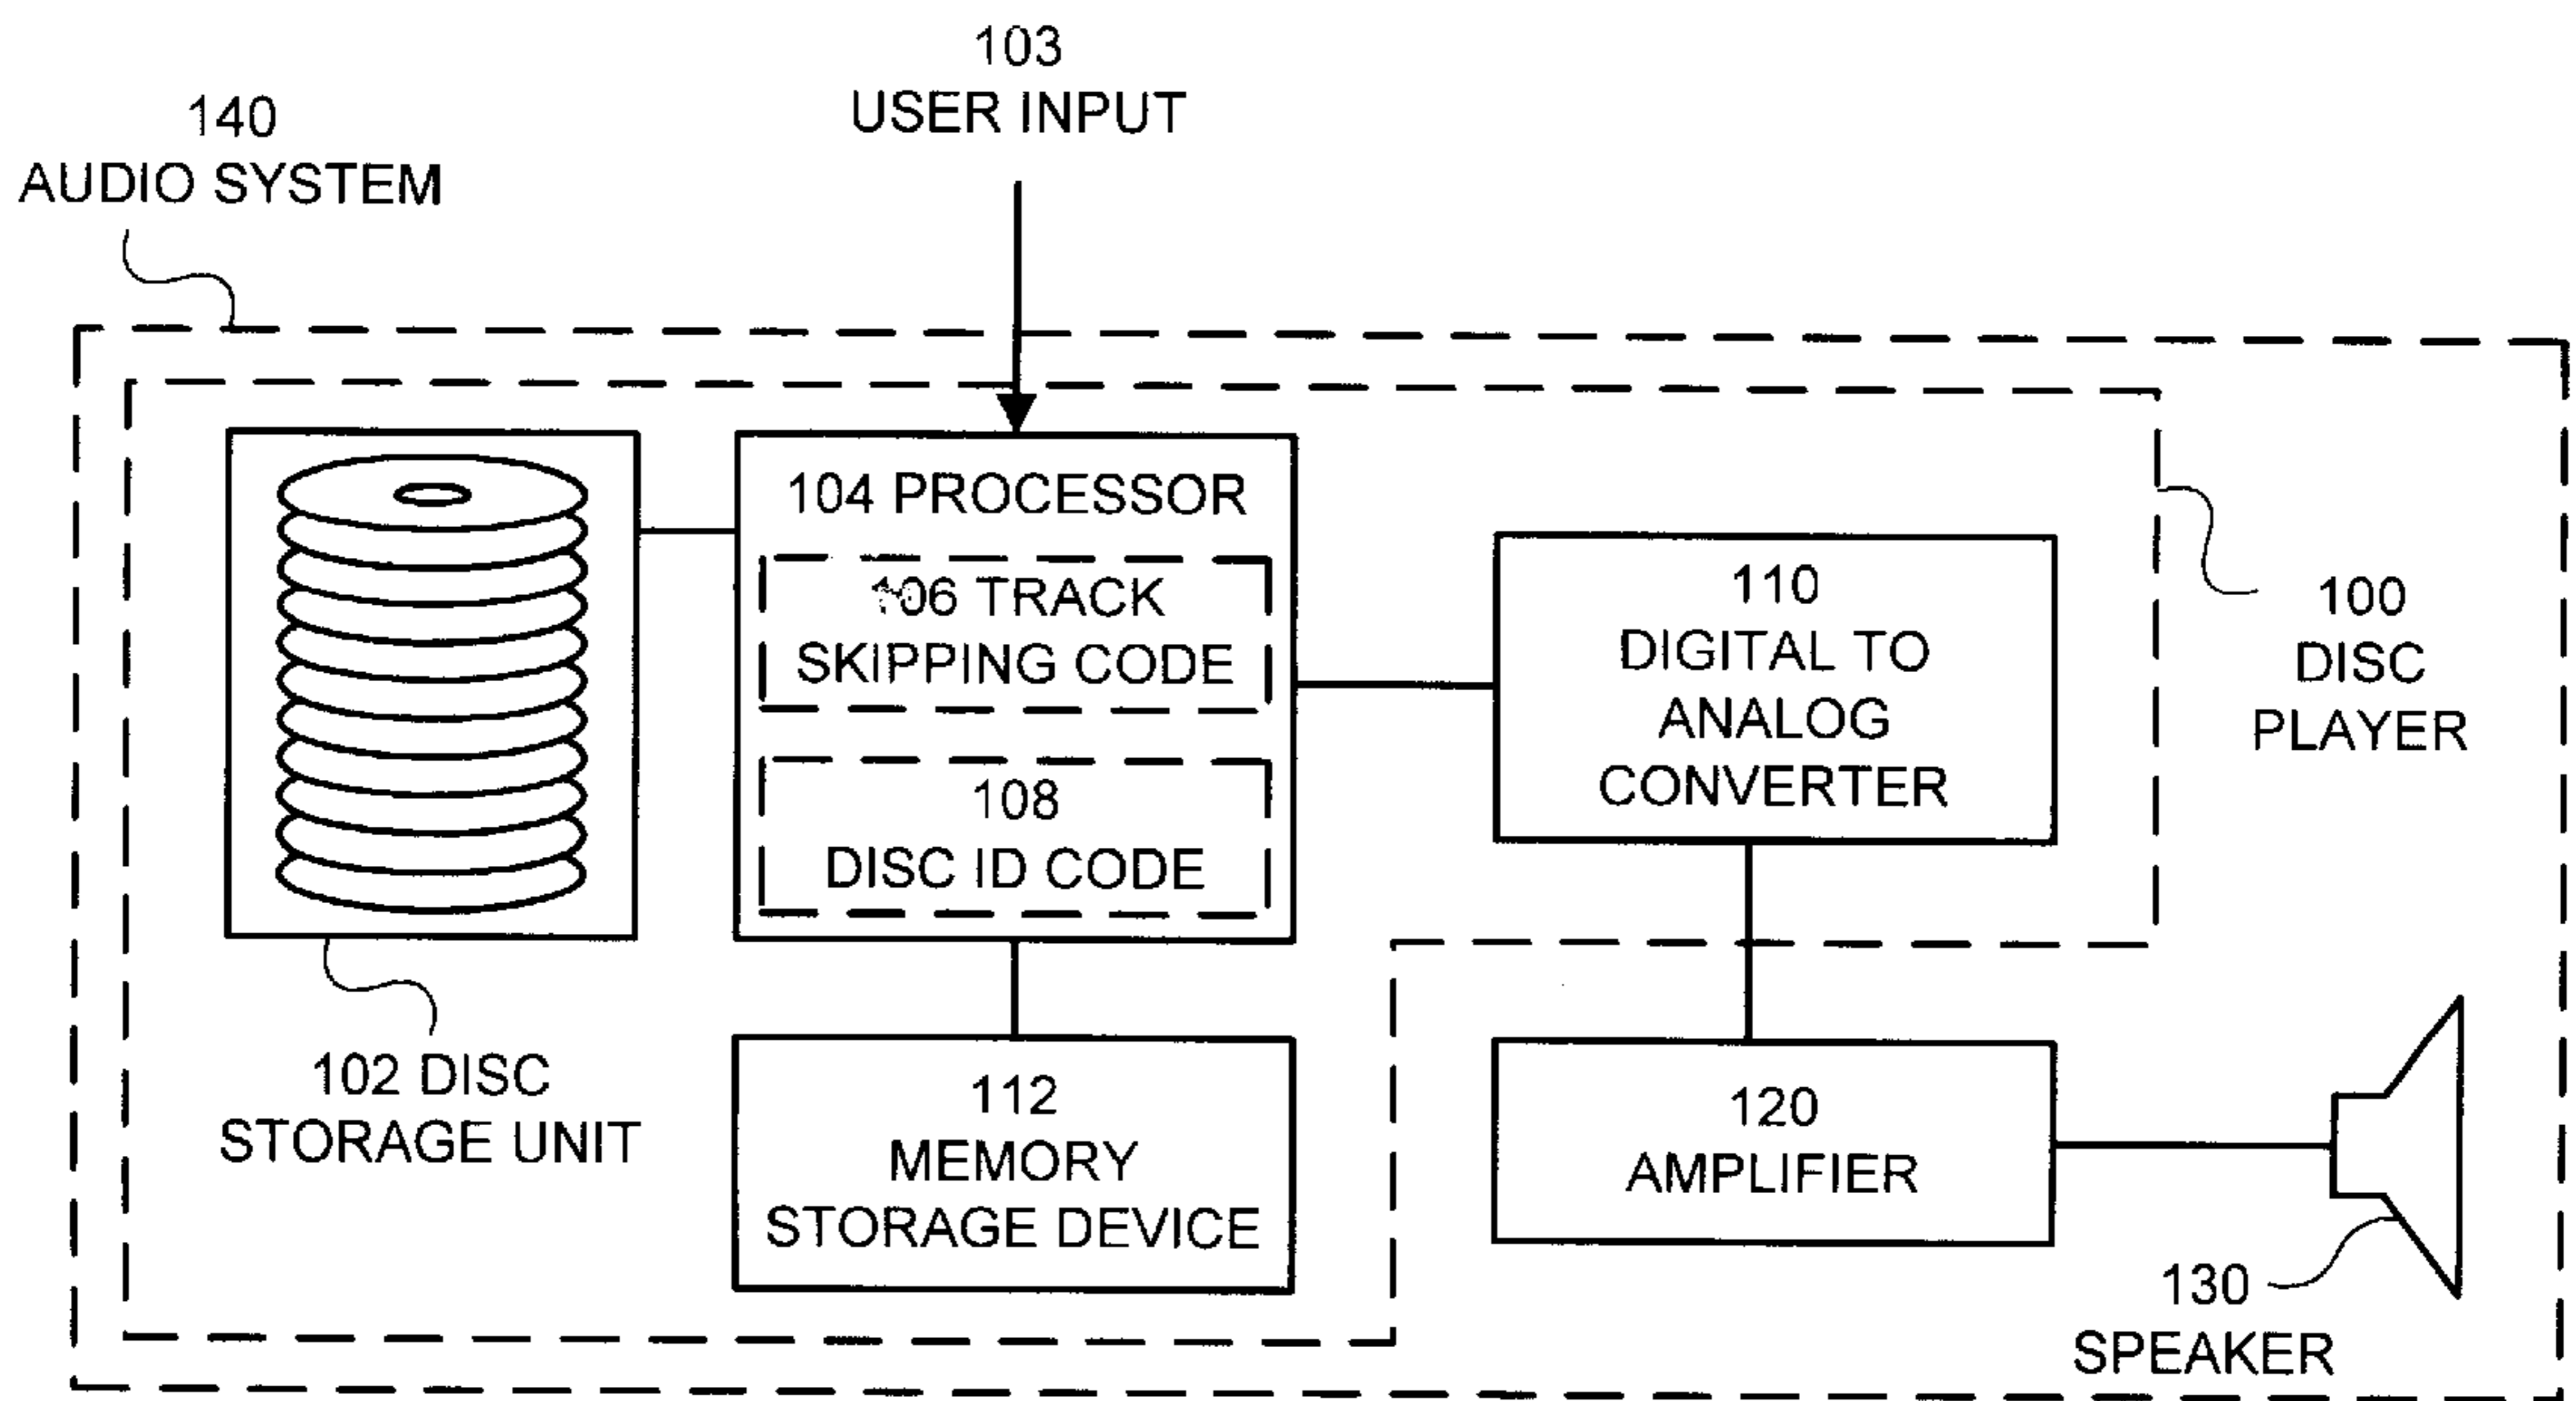 103
USER INPUT
140
AUDIO SYSTEM
104 PROCESSOR
106 TRACK
SKIPPING CODE
108
DISC ID CODE
110
DIGITAL TO
ANALOG
CONVERTER
100
DISC
PLAYER
102 DISC
STORAGE UNIT
112
MEMORY
STORAGE DEVICE
120
AMPLIFIER
130
SPEAKER